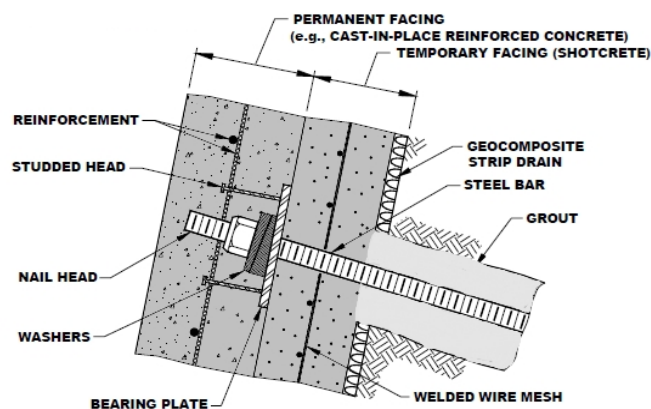 PERMANENT FACING
(e.g., CAST-IN-PLACE REINFORCED CONCRETE)
TEMPORARY FACING (SHOTCRETE)
REINFORCEMENT
STUDDED HEAD
NAIL HEAD
WASHERS
BEARING PLATE
GEOCOMPOSITE
STRIP DRAIN
STEEL BAR
GROUT
WELDED WIRE MESH